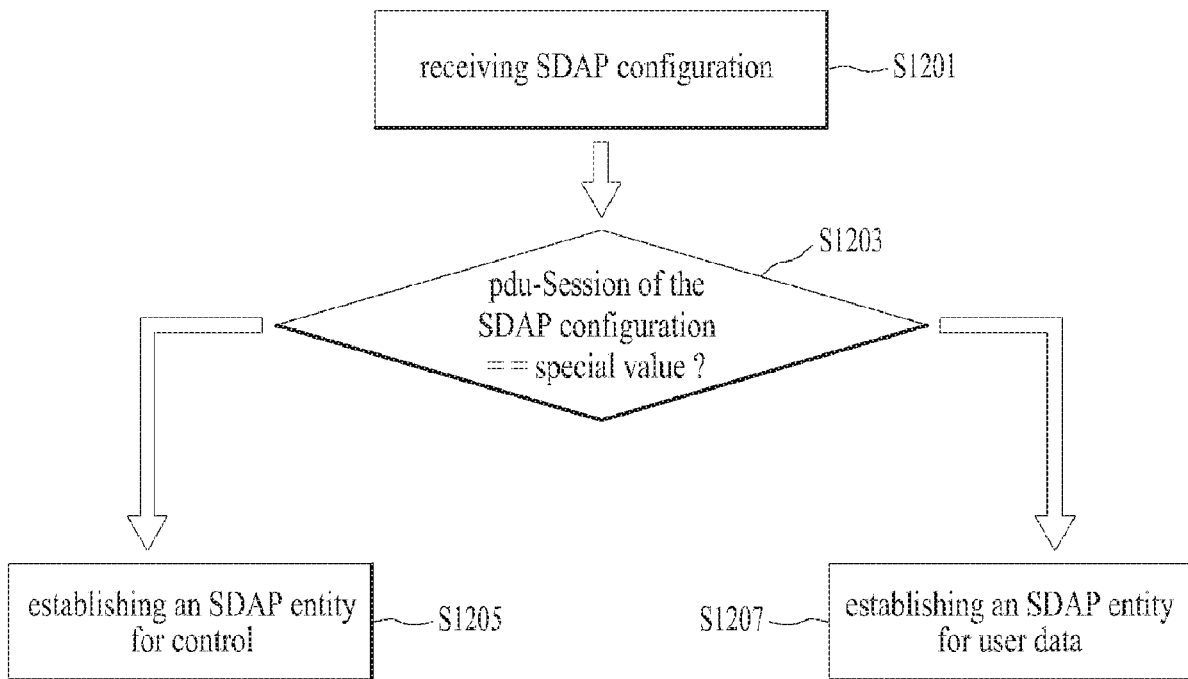 receiving SDAP configuration
S1201
S1203
pdu-Session of the
SDAP configuration
== special value ?
establishing an SDAP entity
for control
S1205
S1207
establishing an SDAP entity
for user data